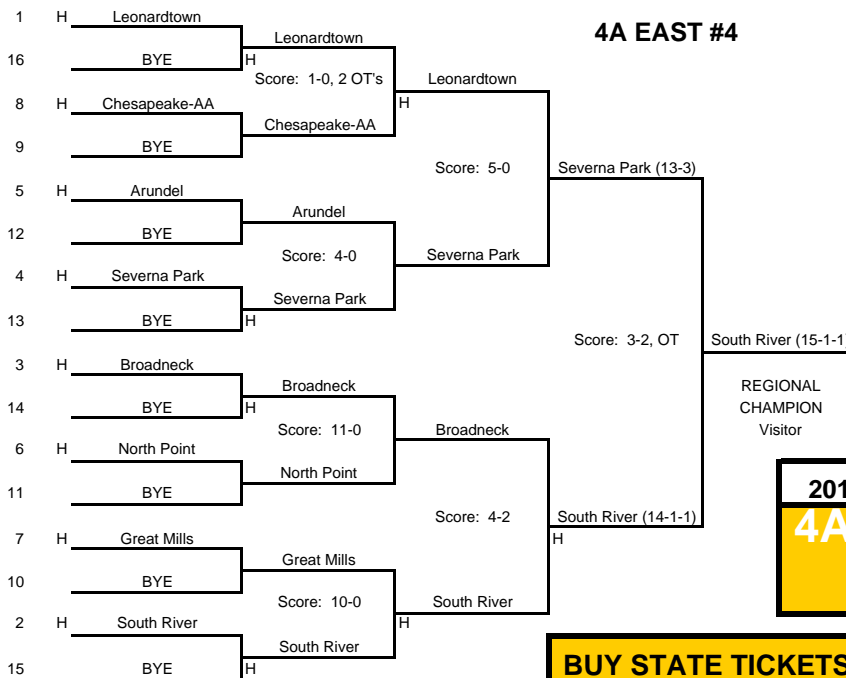 4A EAST #4
1 H Leonardtown
Leonardtown
16 BYE H
Score: 1-0, 2 OT's
Leonardtown
8 H Chesapeake-AA H
Chesapeake-AA
9 BYE
Score: 5-0
Severna Park (13-3)
5 H Arundel
Arundel
12 BYE
Score: 4-0
Severna Park
4 H Severna Park
Severna Park
13 BYE H
Score: 3-2, OT
South River (15-1-1)
3 H Broadneck
Broadneck
REGIONAL
CHAMPION
Visitor
14 BYE H
Score: 11-0
Broadneck
6 H North Point
North Point
11 BYE
Score: 4-2
South River (14-1-1)
H
7 H Great Mills
Great Mills
10 BYE
Score: 10-0
South River
2 H South River H
South River
15 BYE H
201
4A
BUY STATE TICKETS